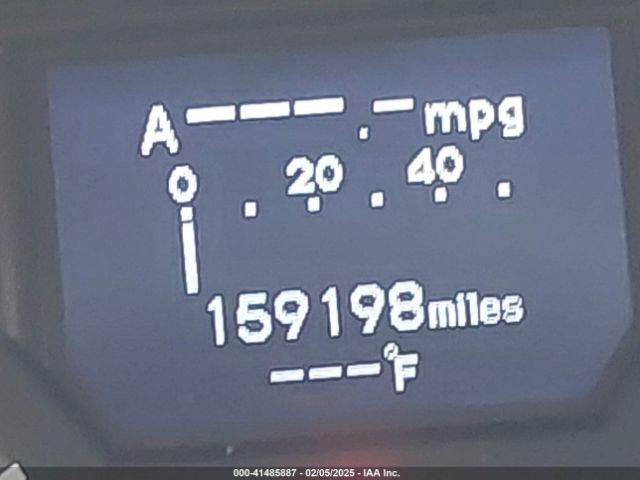 A ---.- mpg
0 20 40
159198 miles
---°F
000-41485887 - 02/05/2025 - IAA Inc.